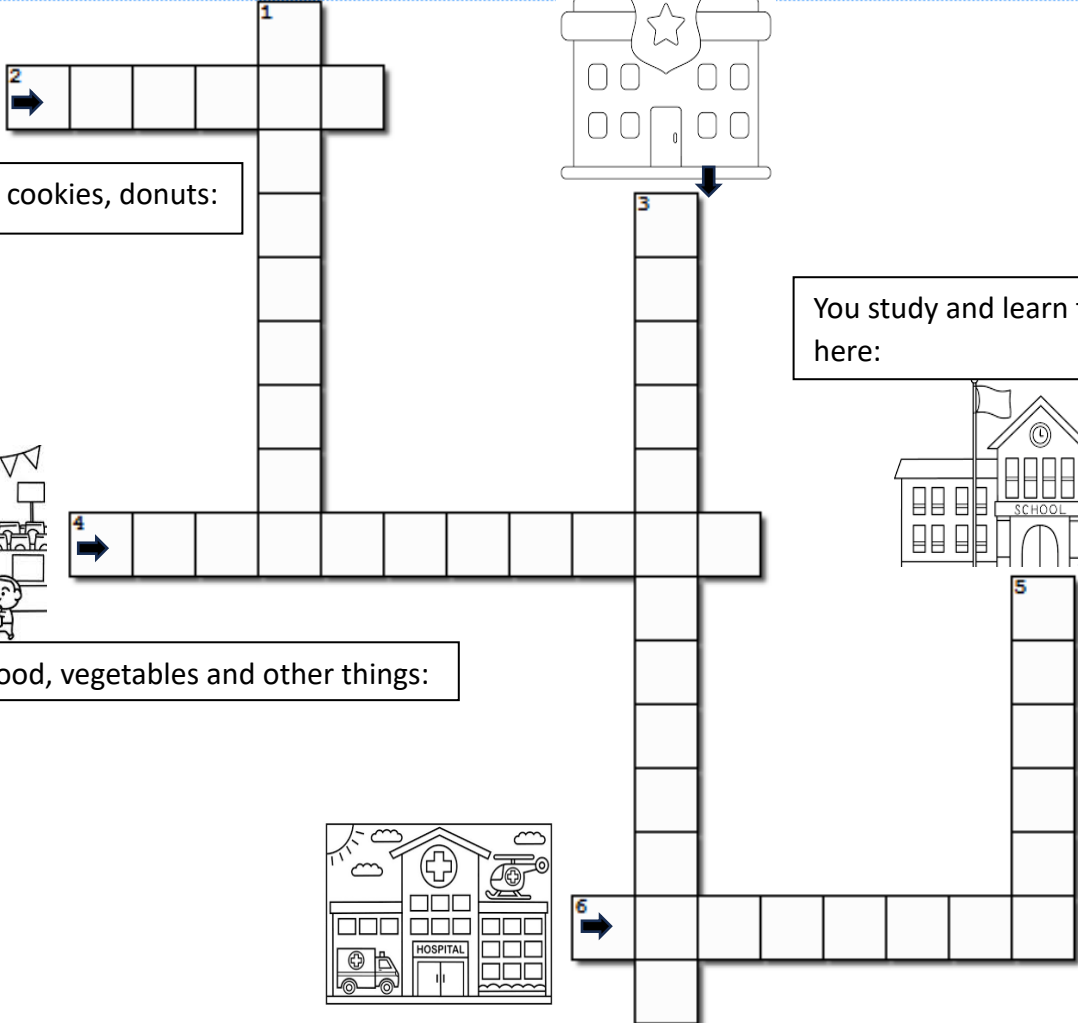 1
2
cookies, donuts:
3
You study and learn
here:
SCHOOL
4
5
vegetables and other things:
HOSPITAL
6